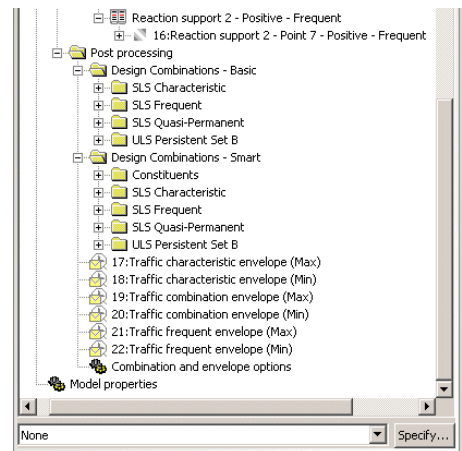 Reaction support 2 - Positive - Frequent
16:Reaction support 2 - Point 7 - Positive - Frequent
Post processing
Design Combinations - Basic
SLS Characteristic
SLS Frequent
SLS Quasi-Permanent
ULS Persistent Set B
Design Combinations - Smart
Constituents
SLS Characteristic
SLS Frequent
SLS Quasi-Permanent
ULS Persistent Set B
17:Traffic characteristic envelope (Max)
18:Traffic characteristic envelope (Min)
19:Traffic combination envelope (Max)
20:Traffic combination envelope (Min)
21:Traffic frequent envelope (Max)
22:Traffic frequent envelope (Min)
Combination and envelope options
Model properties
None Specify...